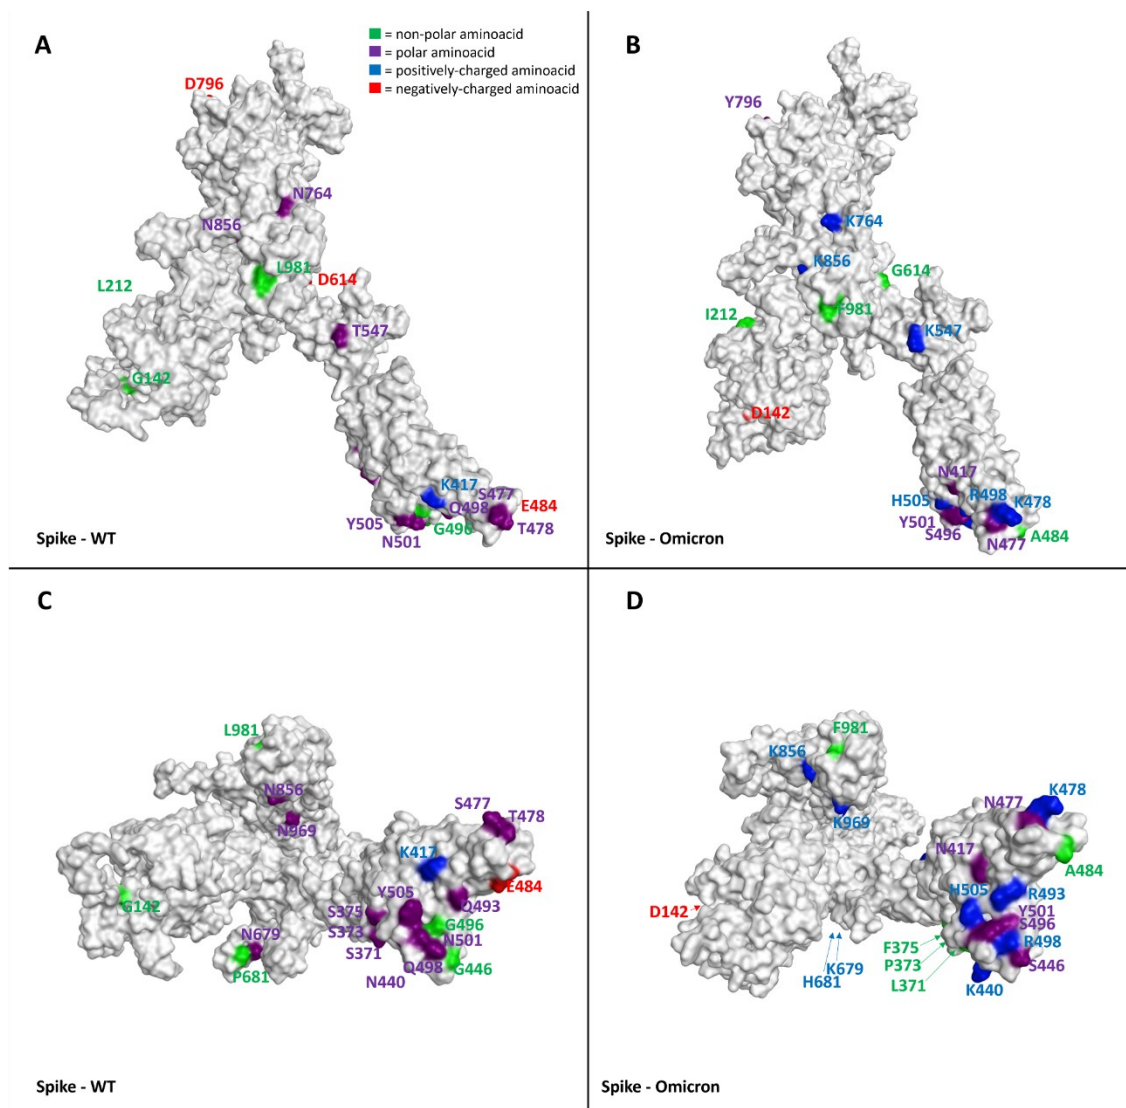 A
= non-polar aminoacid
= polar aminoacid
= positively-charged aminoacid
= negatively-charged aminoacid
D796
N764
N856
L981
D614
L212
T547
G142
K417
S477
E484
Q498
Y505
G496
T478
N501
Spike - WT
B
Y796
K764
K856
G614
I212
F981
K547
D142
N417
R498
K478
H505
Y501
S496
N477
A484
Spike - Omicron
C
L981
N856
N969
S477
T478
K417
E484
G142
Y505
Q493
S375
G496
S373
N501
N679
S371
Q498
P681
G446
N440
Spike - WT
D
F981
K856
K478
N477
K969
N417
A484
H505
R493
D142
Y501
S496
F375
R498
P373
K679
S446
H681
L371
K440
Spike - Omicron